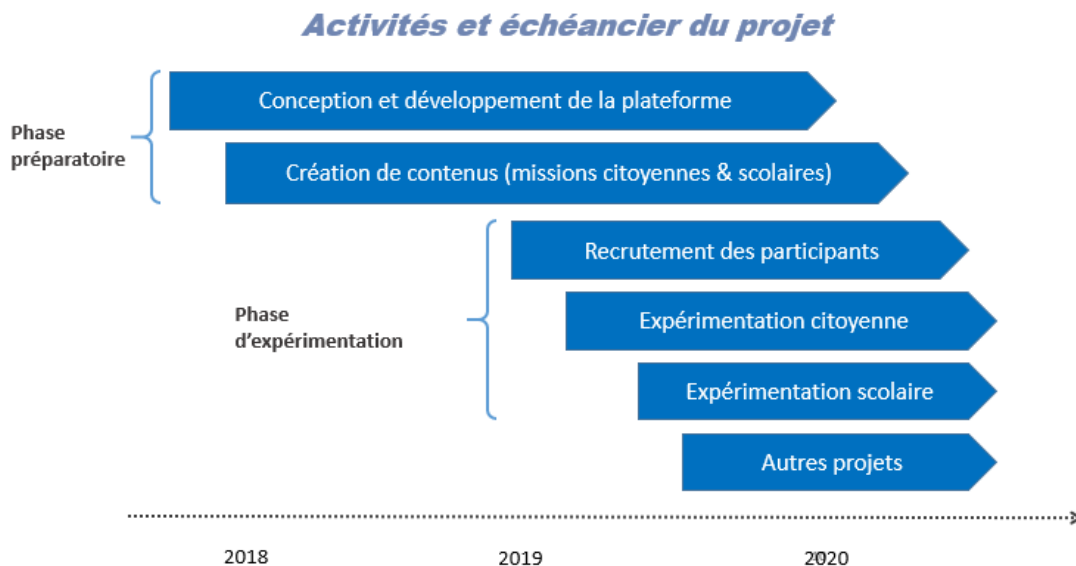 Activités et échéancier du projet
Conception et développement de la plateforme
Phase
préparatoire
Création de contenus (missions citoyennes & scolaires)
Recrutement des participants
Phase
d'expérimentation
Expérimentation citoyenne
Expérimentation scolaire
Autres projets
2018
2019
2020